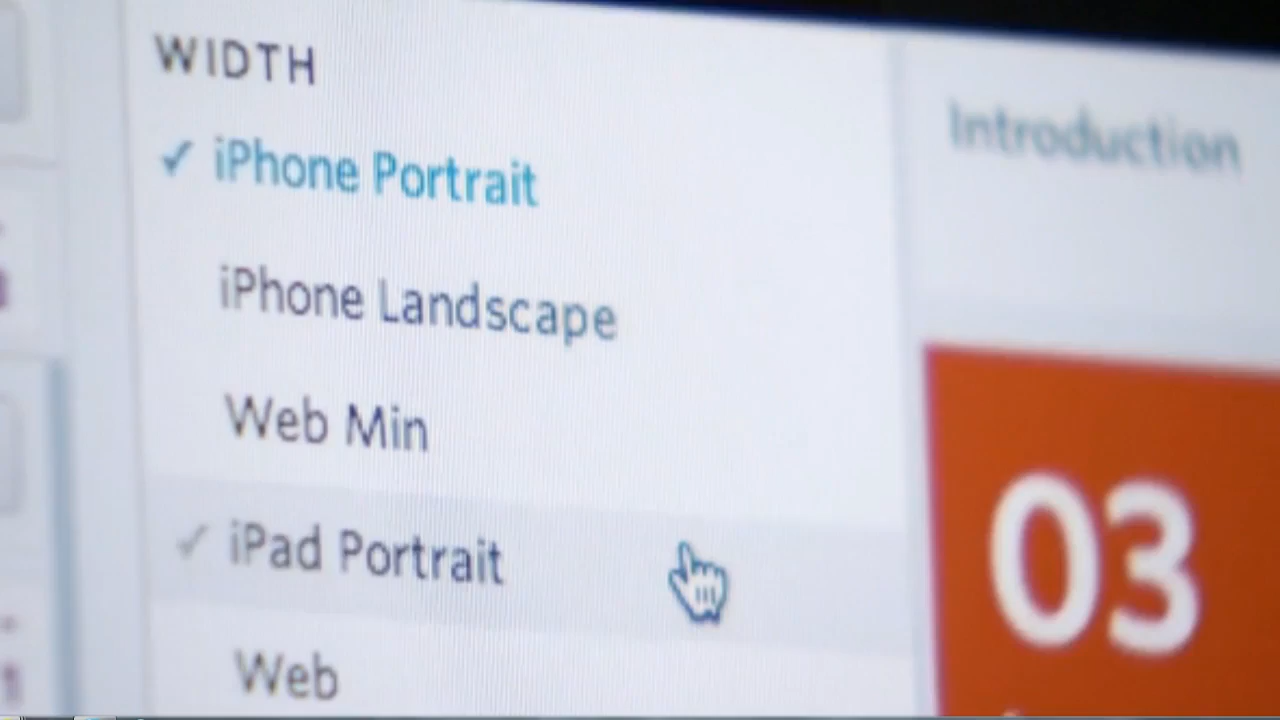 WIDTH
✓ iPhone Portrait
iPhone Landscape
Web Min
✓ iPad Portrait
Web
Introduction
03